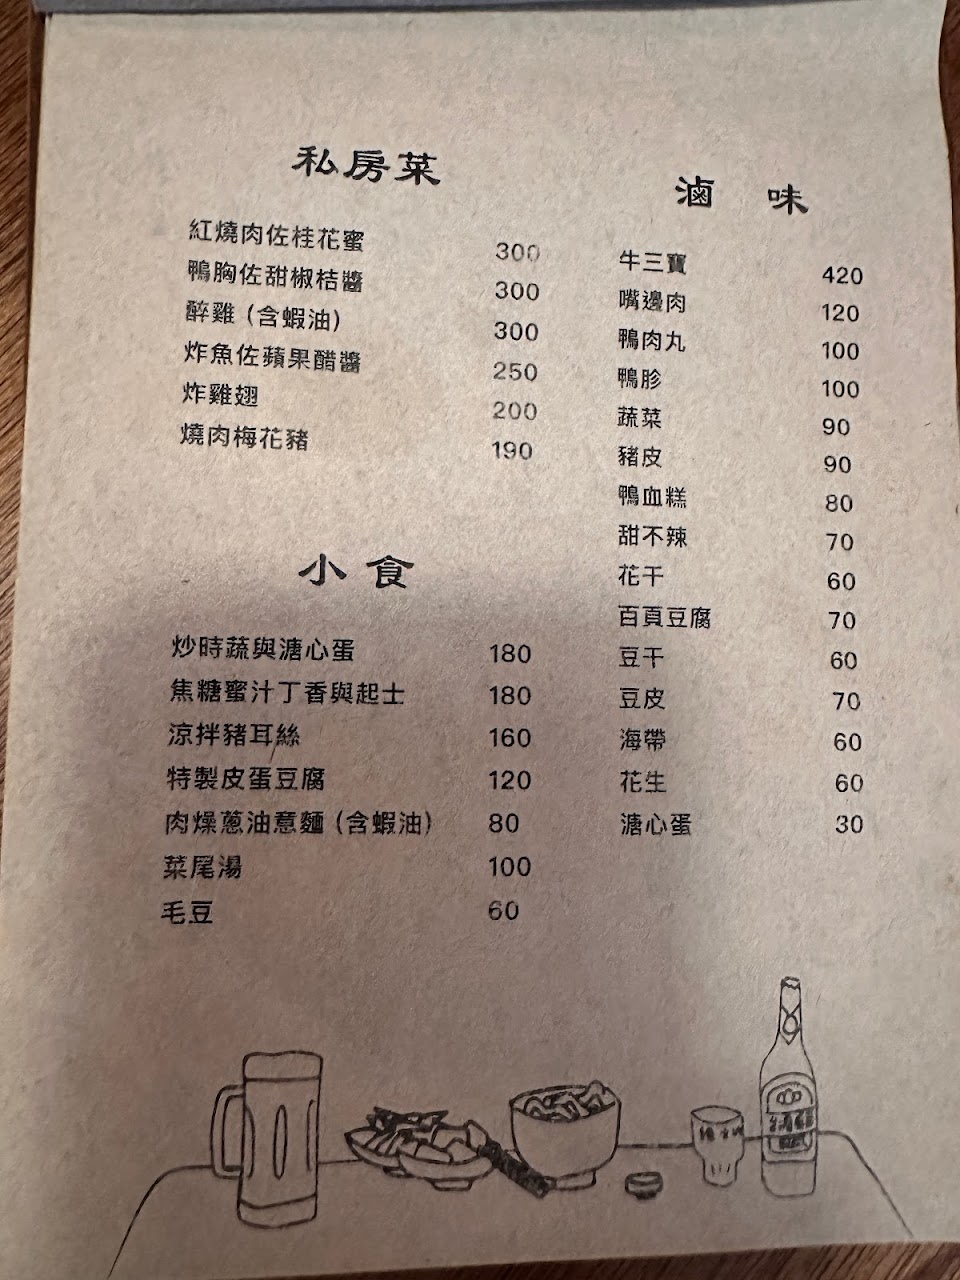 私房菜
紅燒肉佐桂花蜜 300
鴨胸佐甜椒桔醬 300
醉雞（含蝦油） 300
炸魚佐蘋果醋醬 250
炸雞翅 200
燒肉梅花豬 190
小食
炒時蔬與溏心蛋 180
焦糖蜜汁丁香與起士 180
涼拌豬耳絲 160
特製皮蛋豆腐 120
肉燥蔥油意麵（含蝦油） 80
菜尾湯 100
毛豆 60
滷味
牛三寶 420
嘴邊肉 120
鴨肉丸 100
鴨胗 100
蔬菜 90
豬皮 90
鴨血糕 80
甜不辣 70
花干 60
百頁豆腐 70
豆干 60
豆皮 70
海帶 60
花生 60
溏心蛋 30